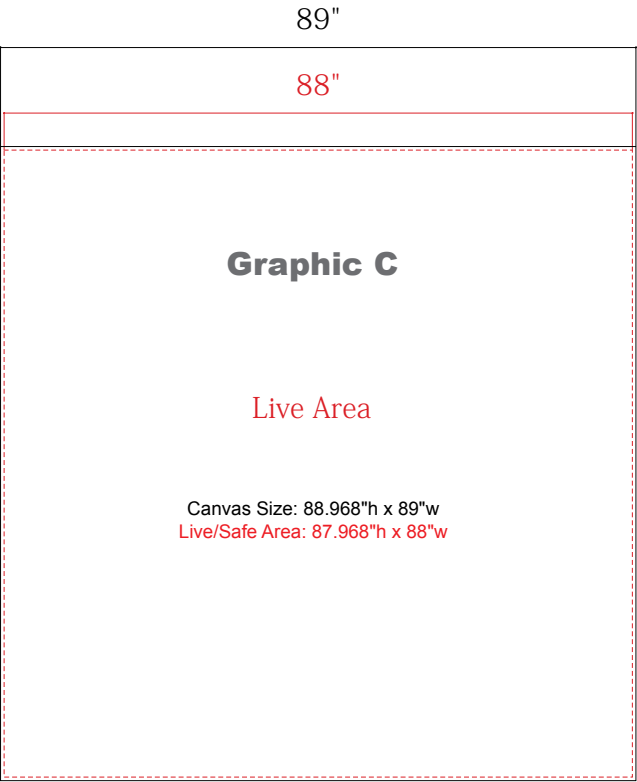 89"
88"
Graphic C
Live Area
Canvas Size: 88.968"h x 89"w
Live/Safe Area: 87.968"h x 88"w